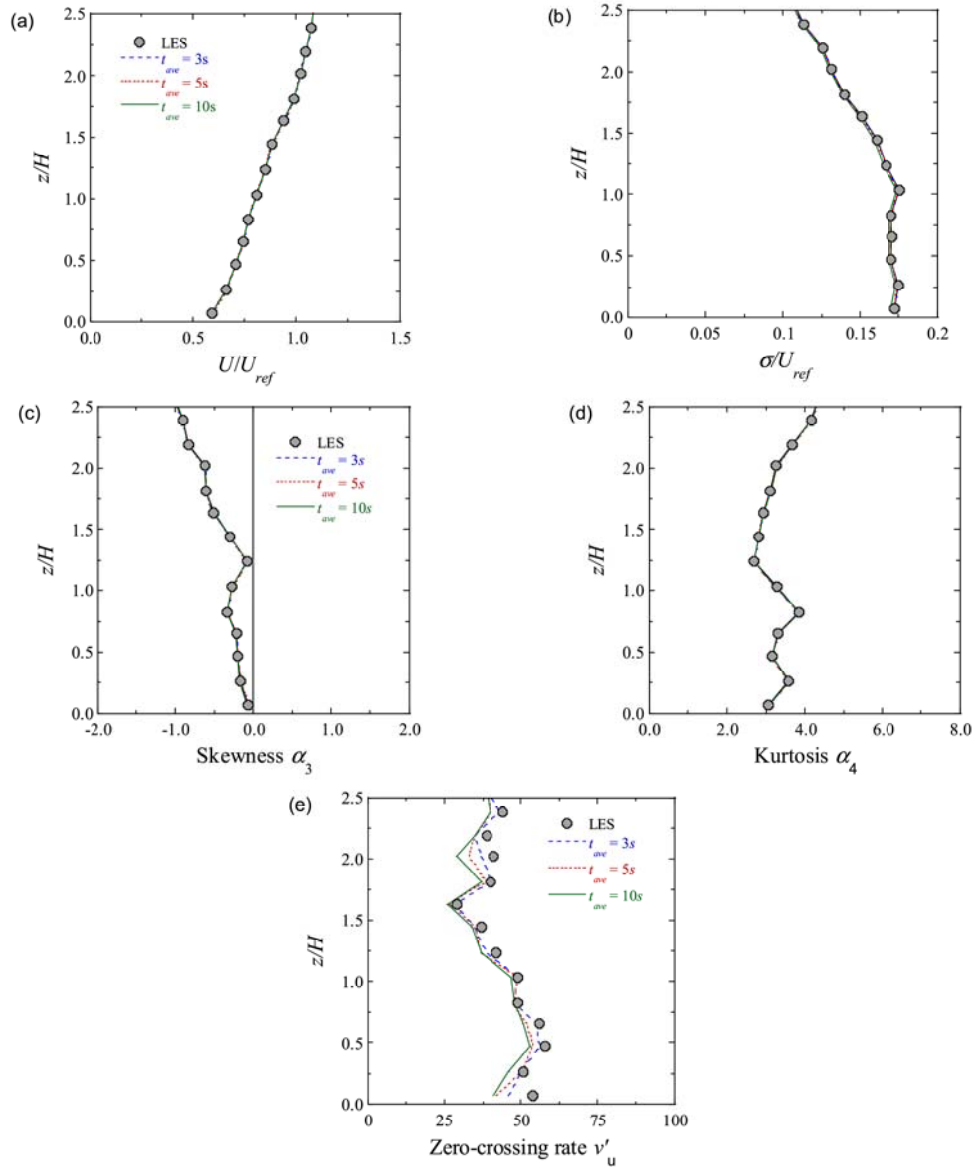 (a)
2.5
2.0
1.5
1.0
0.5
0.0
z/H
LES
t_ave = 3s
t_ave = 5s
t_ave = 10s
0.0 0.5 1.0 1.5
U/U_ref
(b)
2.5
2.0
1.5
1.0
0.5
0.0
z/H
0 0.05 0.1 0.15 0.2
σ/U_ref
(c)
2.5
2.0
1.5
1.0
0.5
0.0
z/H
LES
t_ave = 3s
t_ave = 5s
t_ave = 10s
-2.0 -1.0 0.0 1.0 2.0
Skewness α_3
(d)
2.5
2.0
1.5
1.0
0.5
0.0
z/H
0.0 2.0 4.0 6.0 8.0
Kurtosis α_4
(e)
2.5
2.0
1.5
1.0
0.5
0.0
z/H
LES
t_ave = 3s
t_ave = 5s
t_ave = 10s
0 25 50 75 100
Zero-crossing rate ν'_u